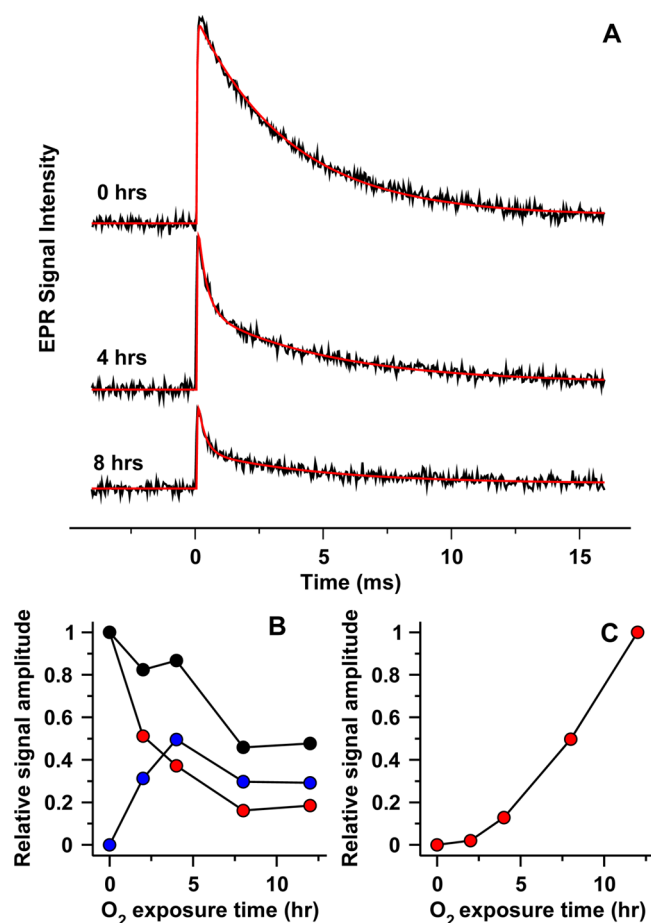 A
EPR Signal Intensity
0 hrs
4 hrs
8 hrs
0 5 10 15
Time (ms)
B
Relative signal amplitude
1
0.8
0.6
0.4
0.2
0
0 5 10
O₂ exposure time (hr)
C
Relative signal amplitude
1
0.8
0.6
0.4
0.2
0
0 5 10
O₂ exposure time (hr)